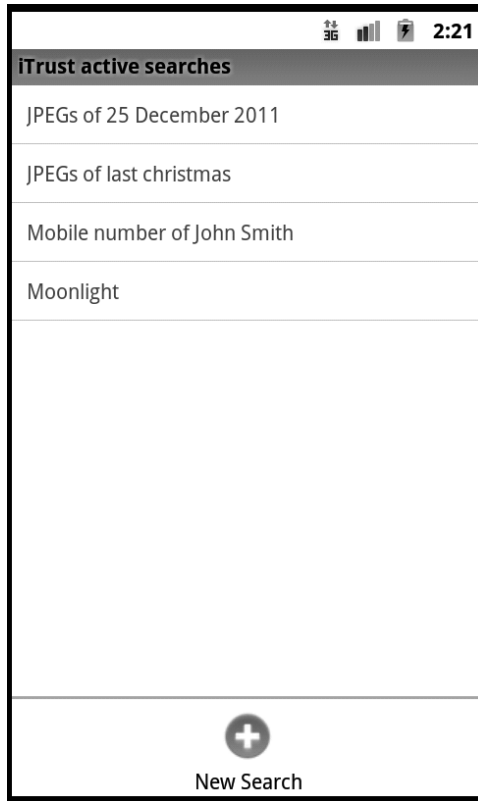 3G 2:21
iTrust active searches
JPEGs of 25 December 2011
JPEGs of last christmas
Mobile number of John Smith
Moonlight
New Search